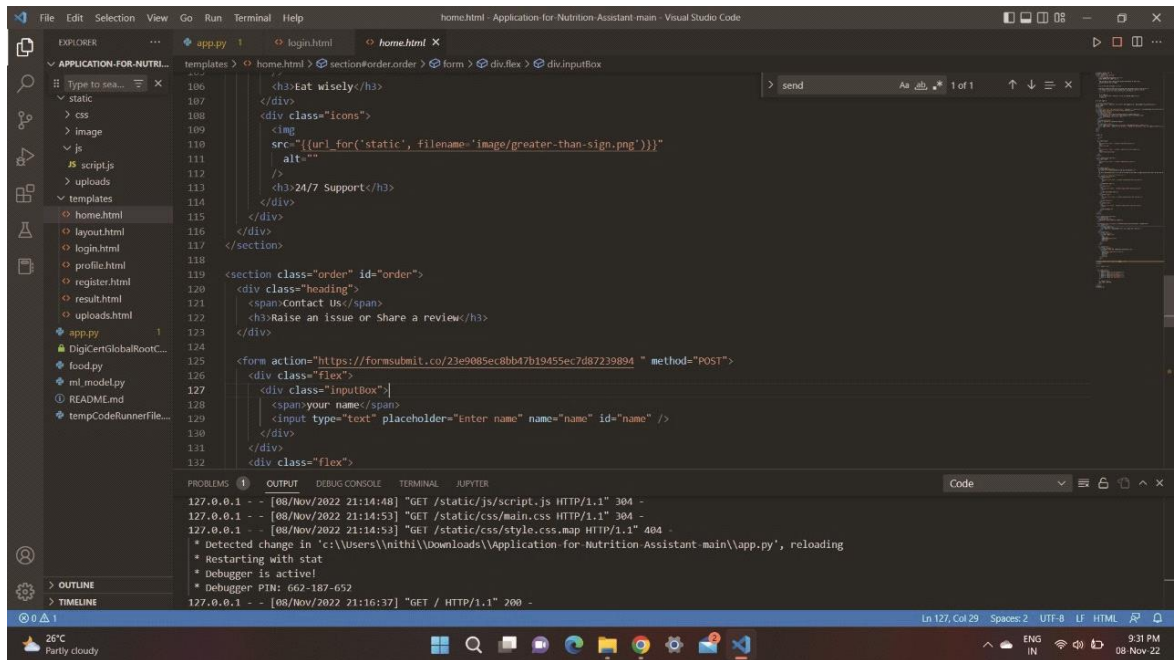 File Edit Selection View Go Run Terminal Help
home.html - Application-for-Nutrition-Assistant-main - Visual Studio Code
EXPLORER
APPLICATION-FOR-NUTRI...
Type to sea...
static
css
image
js
JS script.js
uploads
templates
home.html
layout.html
login.html
profile.html
register.html
result.html
uploads.html
app.py 1
DigiCertGlobalRootC...
food.py
ml_model.py
README.md
tempCodeRunnerFile....
OUTLINE
TIMELINE
app.py 1 login.html home.html
templates > home.html > section#order.order > form > div.flex > div.inputBox
send Aa ab 1 of 1
106 <h3>Eat wisely</h3>
107 </div>
108 <div class="icons">
109 <img
110 src="{{url_for('static', filename='image/greater-than-sign.png')}}"
111 alt=""
112 />
113 <h3>24/7 Support</h3>
114 </div>
115 </div>
116 </div>
117 </section>
118
119 <section class="order" id="order">
120 <div class="heading">
121 <span>Contact Us</span>
122 <h3>Raise an issue or Share a review</h3>
123 </div>
124
125 <form action="https://formsubmit.co/23e9085ec8bb47b19455ec7d87239894 " method="POST">
126 <div class="flex">
127 <div class="inputBox">
128 <span>your name</span>
129 <input type="text" placeholder="Enter name" name="name" id="name" />
130 </div>
131 </div>
132 <div class="flex">
PROBLEMS 1 OUTPUT DEBUG CONSOLE TERMINAL JUPYTER
Code
127.0.0.1 - - [08/Nov/2022 21:14:48] "GET /static/js/script.js HTTP/1.1" 304 -
127.0.0.1 - - [08/Nov/2022 21:14:53] "GET /static/css/main.css HTTP/1.1" 304 -
127.0.0.1 - - [08/Nov/2022 21:14:53] "GET /static/css/style.css.map HTTP/1.1" 404 -
* Detected change in 'c:\\Users\\nithi\\Downloads\\Application-for-Nutrition-Assistant-main\\app.py', reloading
* Restarting with stat
* Debugger is active!
* Debugger PIN: 662-187-652
127.0.0.1 - - [08/Nov/2022 21:16:37] "GET / HTTP/1.1" 200 -
0 1
Ln 127, Col 29 Spaces: 2 UTF-8 LF HTML
26°C
Partly cloudy
2
ENG
IN
9:31 PM
08-Nov-22